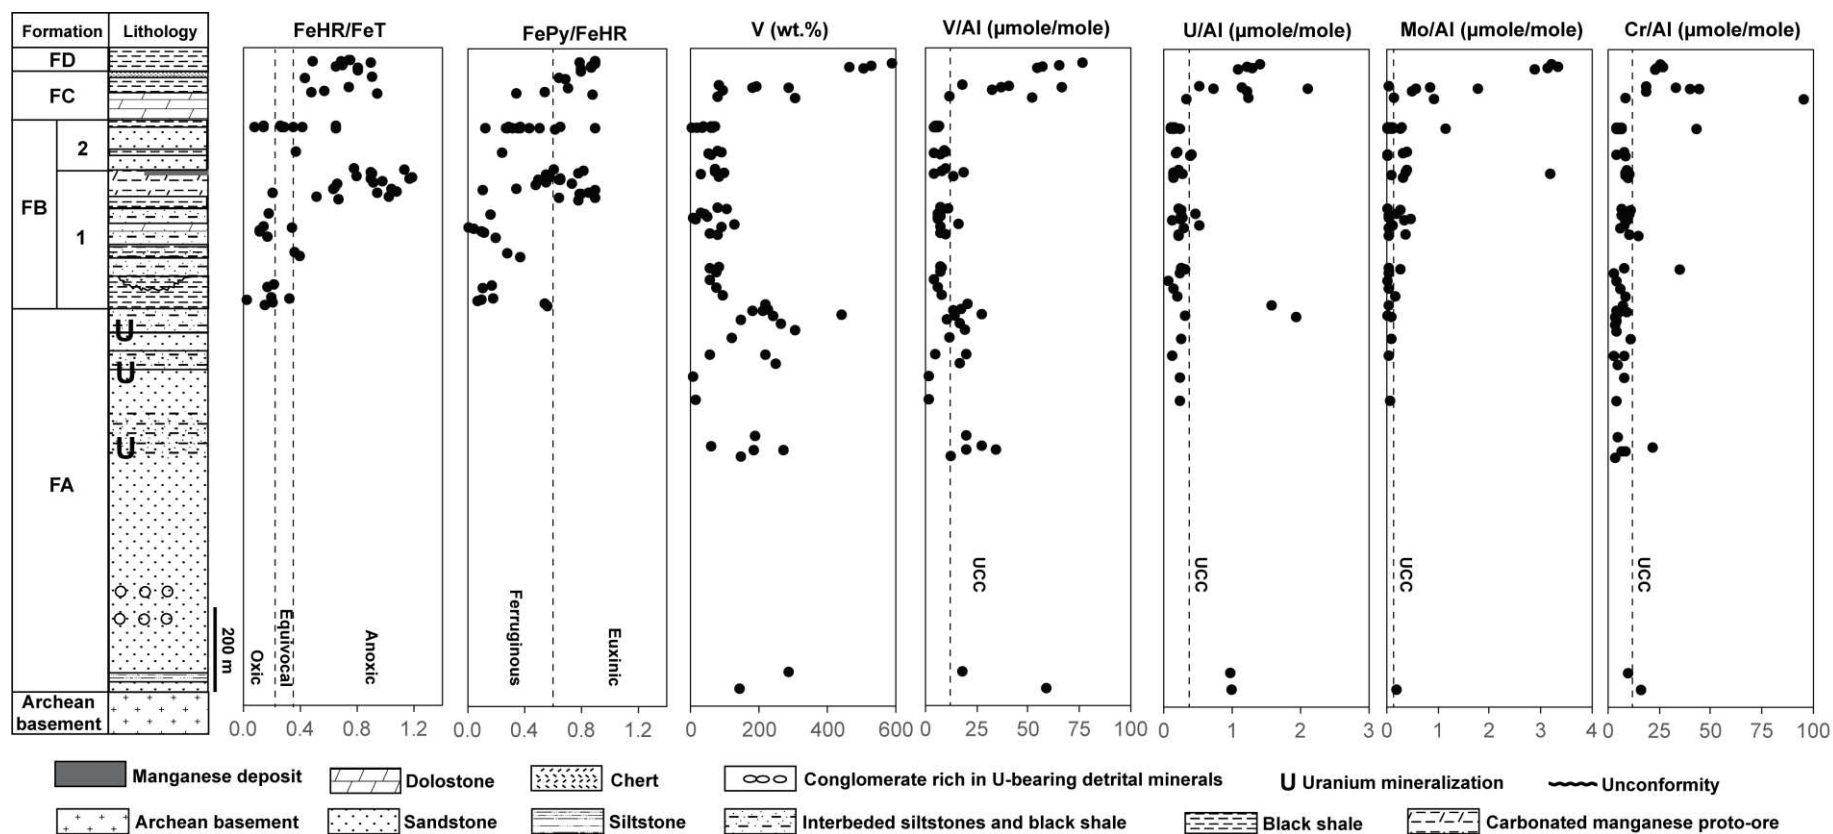 Formation Lithology FeHR/FeT FePy/FeHR V (wt.%) V/Al (µmole/mole) U/Al (µmole/mole) Mo/Al (µmole/mole) Cr/Al (µmole/mole)
FD
FC
2
FB
1
U
U
U
FA
Archean
basement
200 m
Oxic
Equivocal
Anoxic
Ferruginous
Euxinic
UCC
UCC
UCC
UCC
0.0 0.4 0.8 1.2
0.0 0.4 0.8 1.2
0 200 400 600
0 25 50 75 100
0 1 2 3
0 1 2 3 4
0 25 50 75 100
Manganese deposit
Dolostone
Chert
Conglomerate rich in U-bearing detrital minerals
U Uranium mineralization
Unconformity
Archean basement
Sandstone
Siltstone
Interbeded siltstones and black shale
Black shale
Carbonated manganese proto-ore